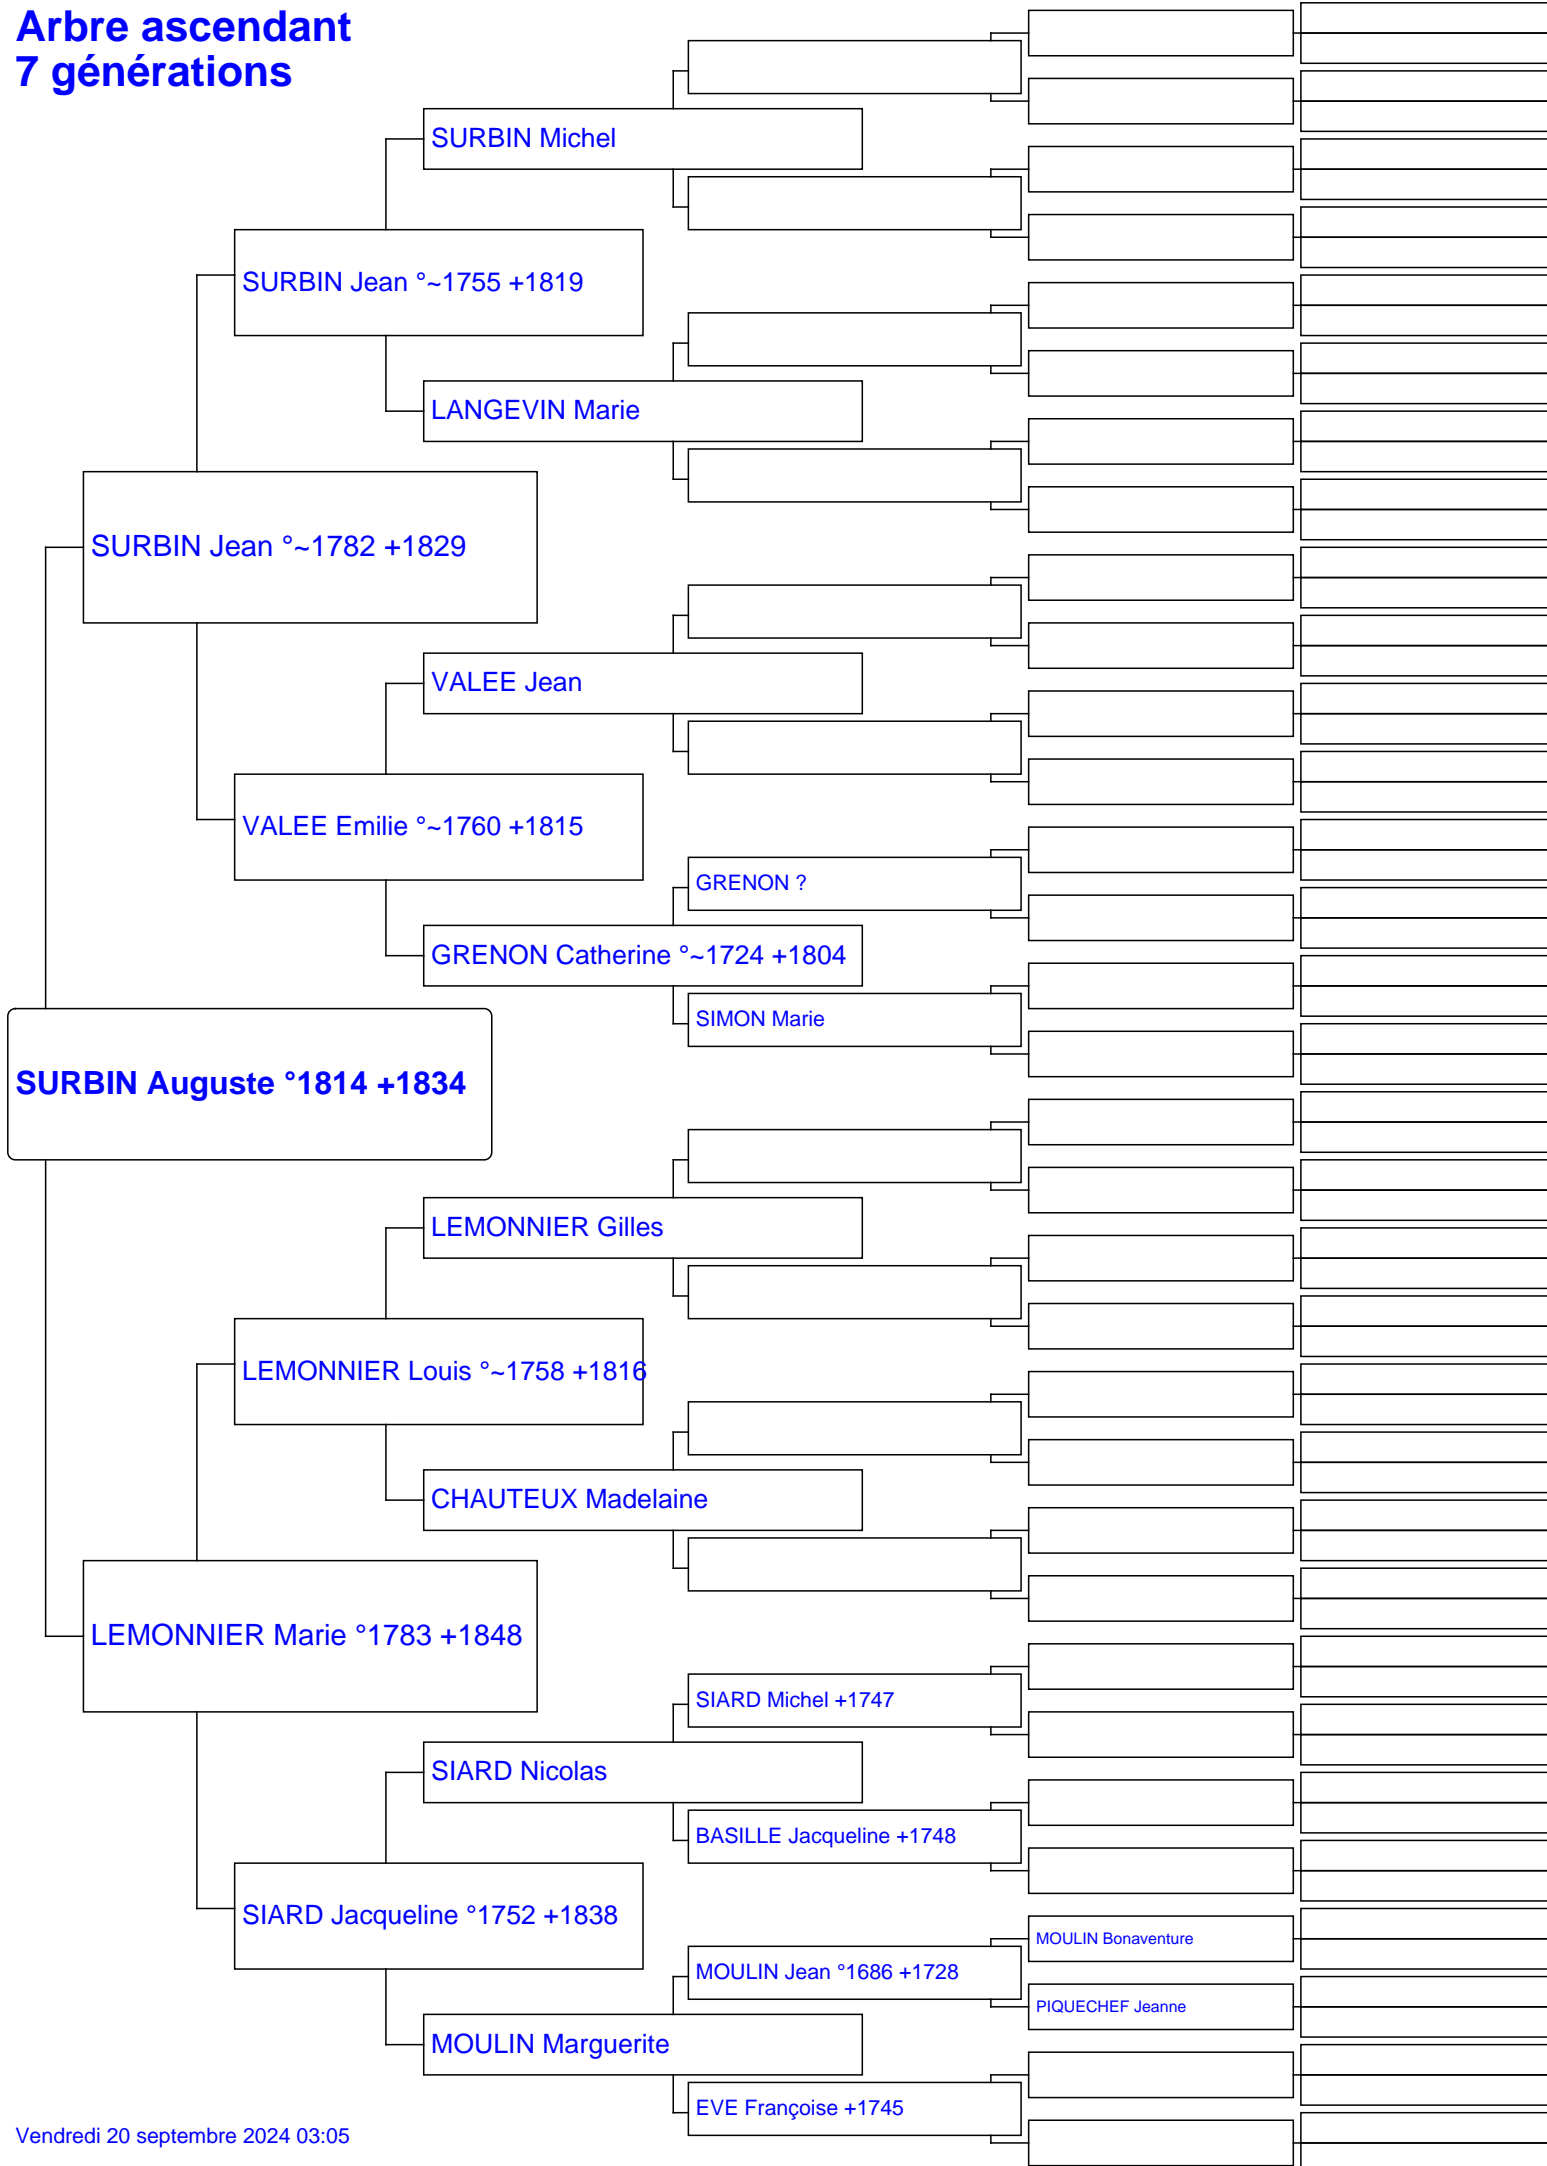 Arbre ascendant
7 générations
SURBIN Michel
SURBIN Jean °~1755 +1819
LANGEVIN Marie
SURBIN Jean °~1782 +1829
VALEE Jean
VALEE Emilie °~1760 +1815
GRENON ?
GRENON Catherine °~1724 +1804
SIMON Marie
SURBIN Auguste °1814 +1834
LEMONNIER Gilles
LEMONNIER Louis °~1758 +1816
CHAUTEUX Madelaine
LEMONNIER Marie °1783 +1848
SIARD Michel +1747
SIARD Nicolas
BASILLE Jacqueline +1748
SIARD Jacqueline °1752 +1838
MOULIN Bonaventure
MOULIN Jean °1686 +1728
PIQUECHEF Jeanne
MOULIN Marguerite
EVE Françoise +1745
Vendredi 20 septembre 2024 03:05